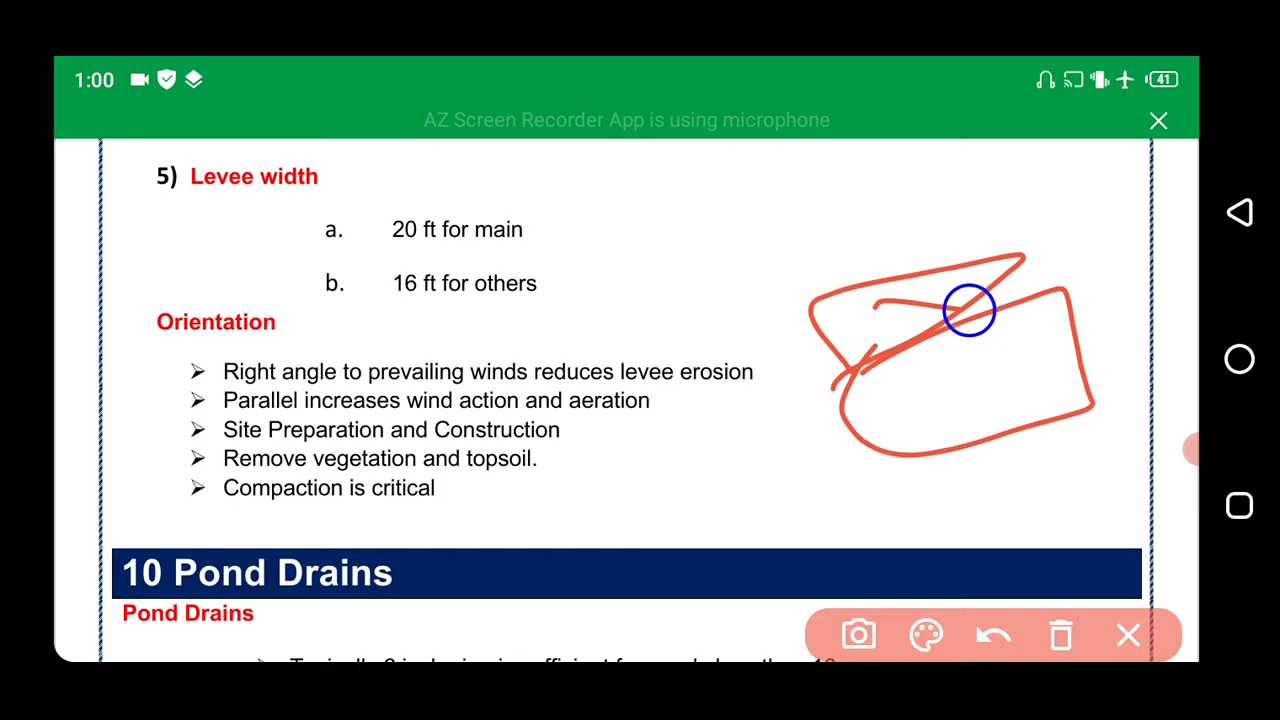 1:00 41
AZ Screen Recorder App is using microphone
5) Levee width
a. 20 ft for main
b. 16 ft for others
Orientation
➢ Right angle to prevailing winds reduces levee erosion
➢ Parallel increases wind action and aeration
➢ Site Preparation and Construction
➢ Remove vegetation and topsoil.
➢ Compaction is critical
10 Pond Drains
Pond Drains